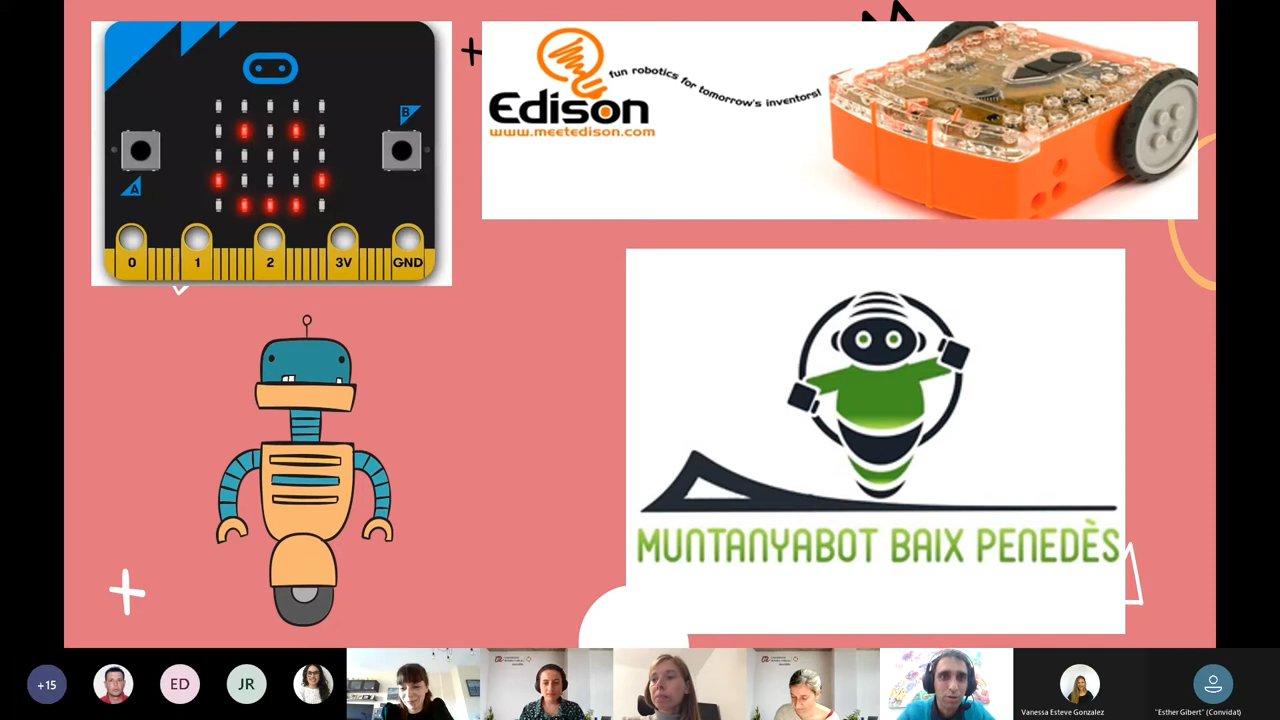 B
A
0 1 2 3V GND
fun robotics for tomorrow's inventors!
Edison
www.meetedison.com
MUNTANYABOT BAIX PENEDÈS
+15
ED
JR
Vanessa Esteve Gonzalez
"Esther Gibert" (Convidat)